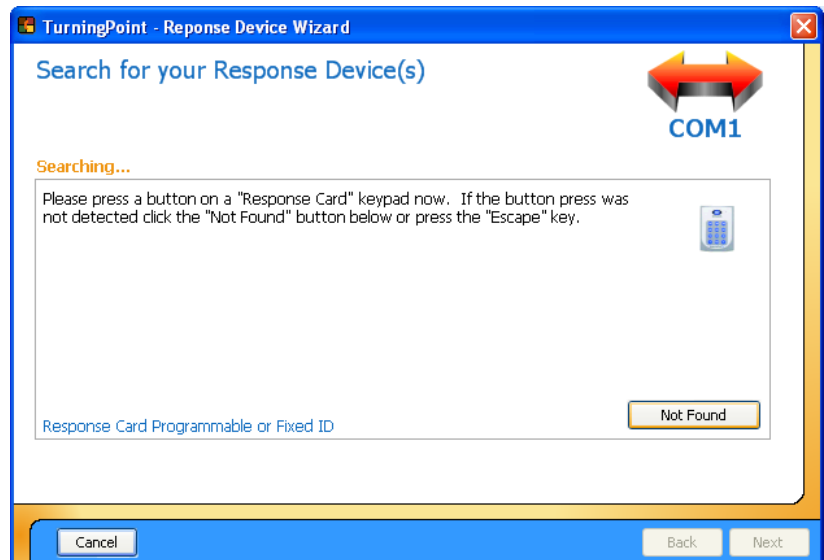 TurningPoint - Reponse Device Wizard
Search for your Response Device(s)
COM1
Searching...
Please press a button on a "Response Card" keypad now. If the button press was
not detected click the "Not Found" button below or press the "Escape" key.
Not Found
Response Card Programmable or Fixed ID
Cancel
Back
Next